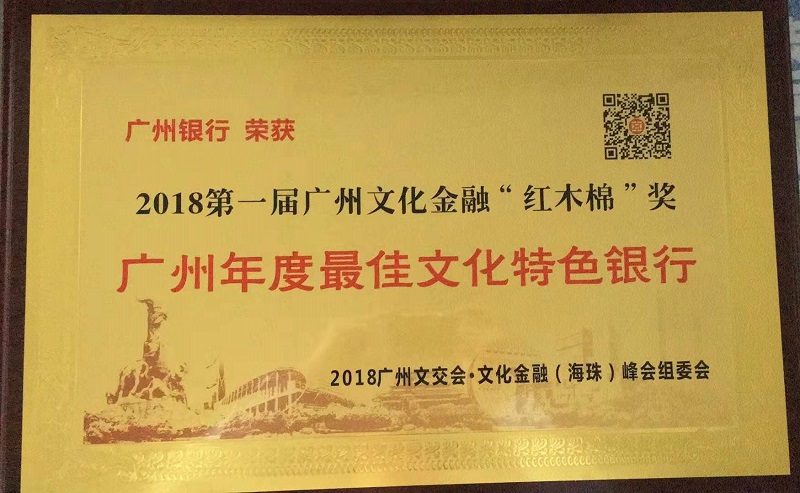 广州银行 荣获
2018第一届广州文化金融“红木棉”奖
广州年度最佳文化特色银行
2018广州文交会·文化金融（海珠）峰会组委会